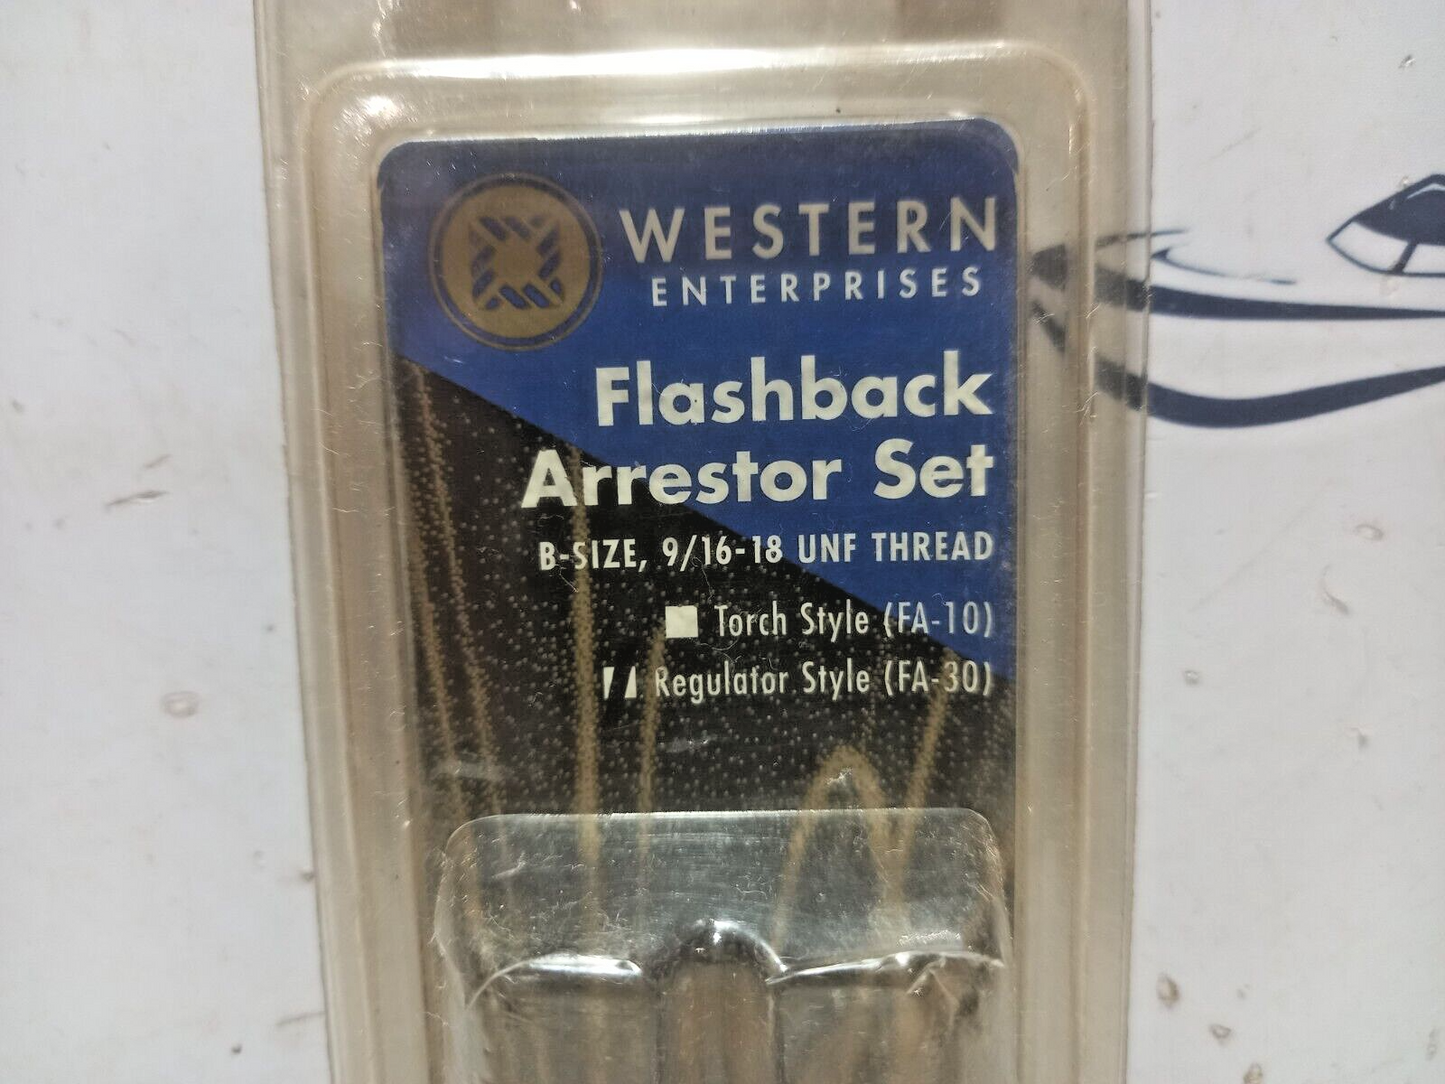 WESTERN
ENTERPRISES
Flashback
Arrestor Set
B-SIZE, 9/16-18 UNF THREAD
Torch Style (FA-10)
Regulator Style (FA-30)